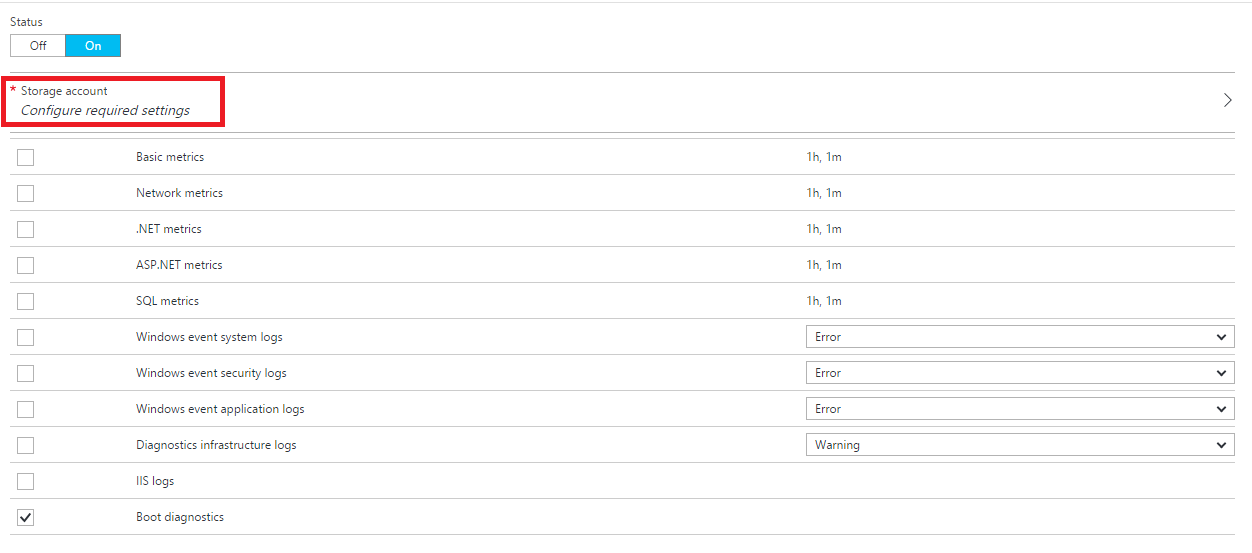 Status
Off On
* Storage account
Configure required settings
Basic metrics 1h, 1m
Network metrics 1h, 1m
.NET metrics 1h, 1m
ASP.NET metrics 1h, 1m
SQL metrics 1h, 1m
Windows event system logs Error
Windows event security logs Error
Windows event application logs Error
Diagnostics infrastructure logs Warning
IIS logs
Boot diagnostics